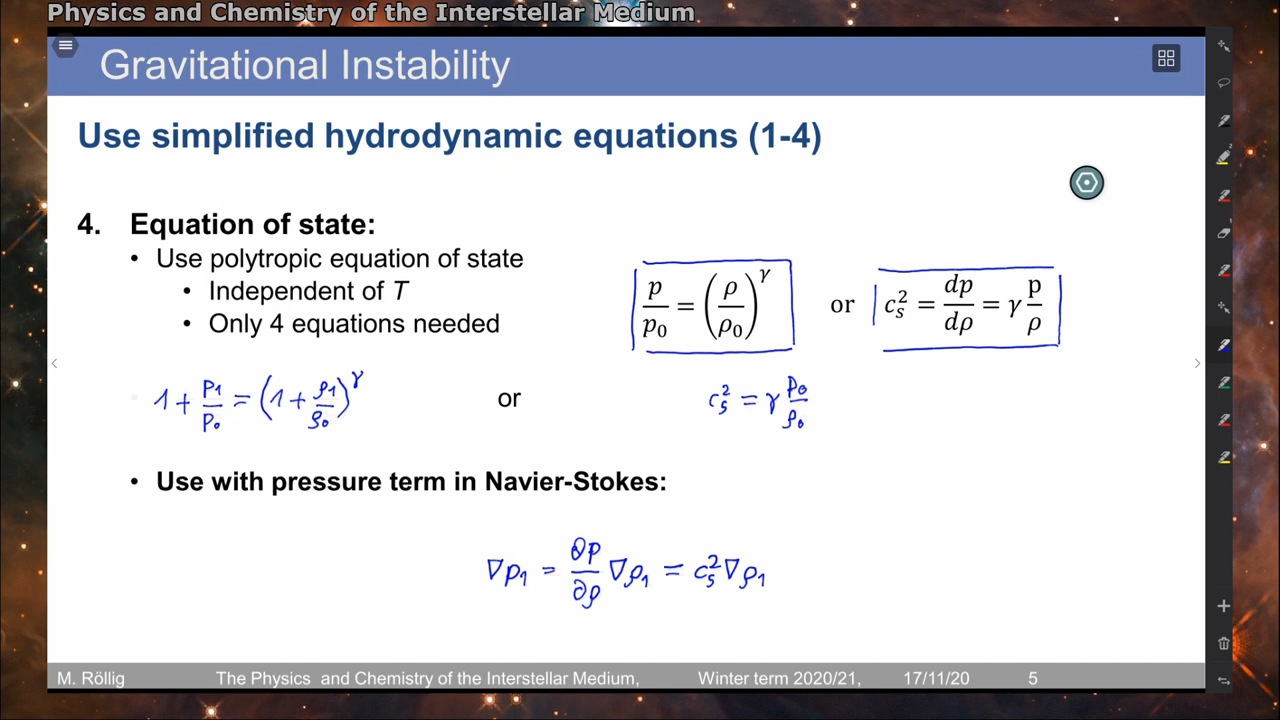 Physics and Chemistry of the Interstellar Medium
Gravitational Instability
Use simplified hydrodynamic equations (1-4)
4. Equation of state:
• Use polytropic equation of state
• Independent of T
• Only 4 equations needed
p/p₀ = (ρ/ρ₀)^γ or c_s² = dp/dρ = γ p/ρ
1 + p₁/p₀ = (1 + ρ₁/ρ₀)^γ or c_s² = γ p₀/ρ₀
• Use with pressure term in Navier-Stokes:
∇p₁ = ∂p/∂ρ ∇ρ₁ = c_s² ∇ρ₁
M. Röllig The Physics and Chemistry of the Interstellar Medium, Winter term 2020/21, 17/11/20 5